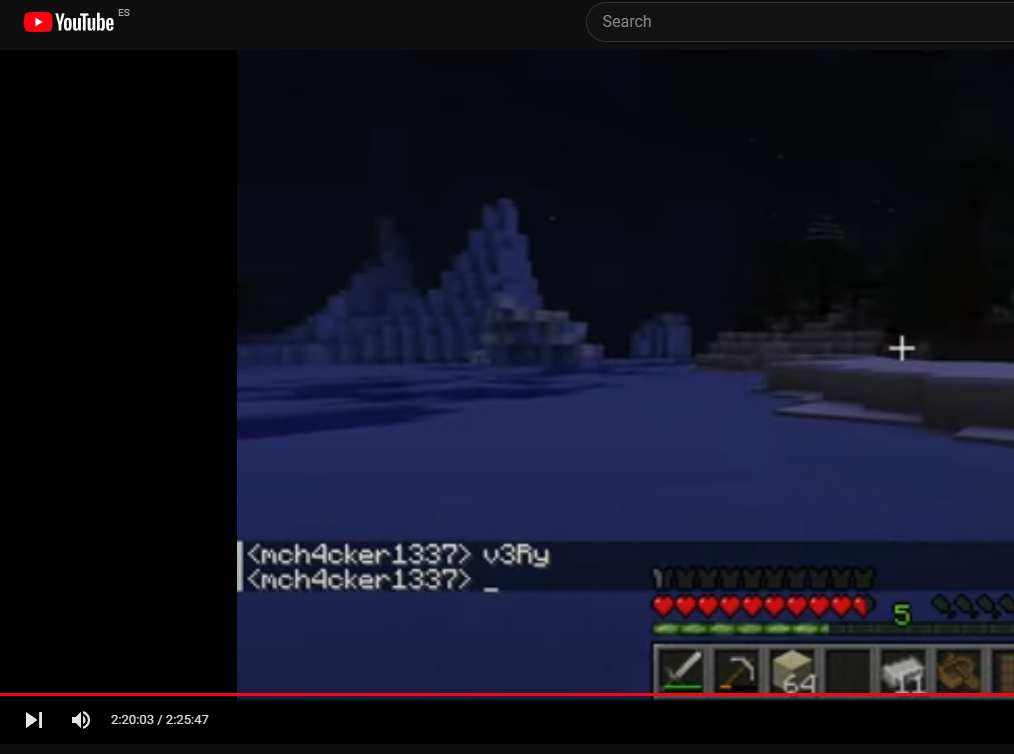 YouTube ES
Search
<mch4cker1337> v3Ry
<mch4cker1337> _
5
64
11
2:20:03 / 2:25:47